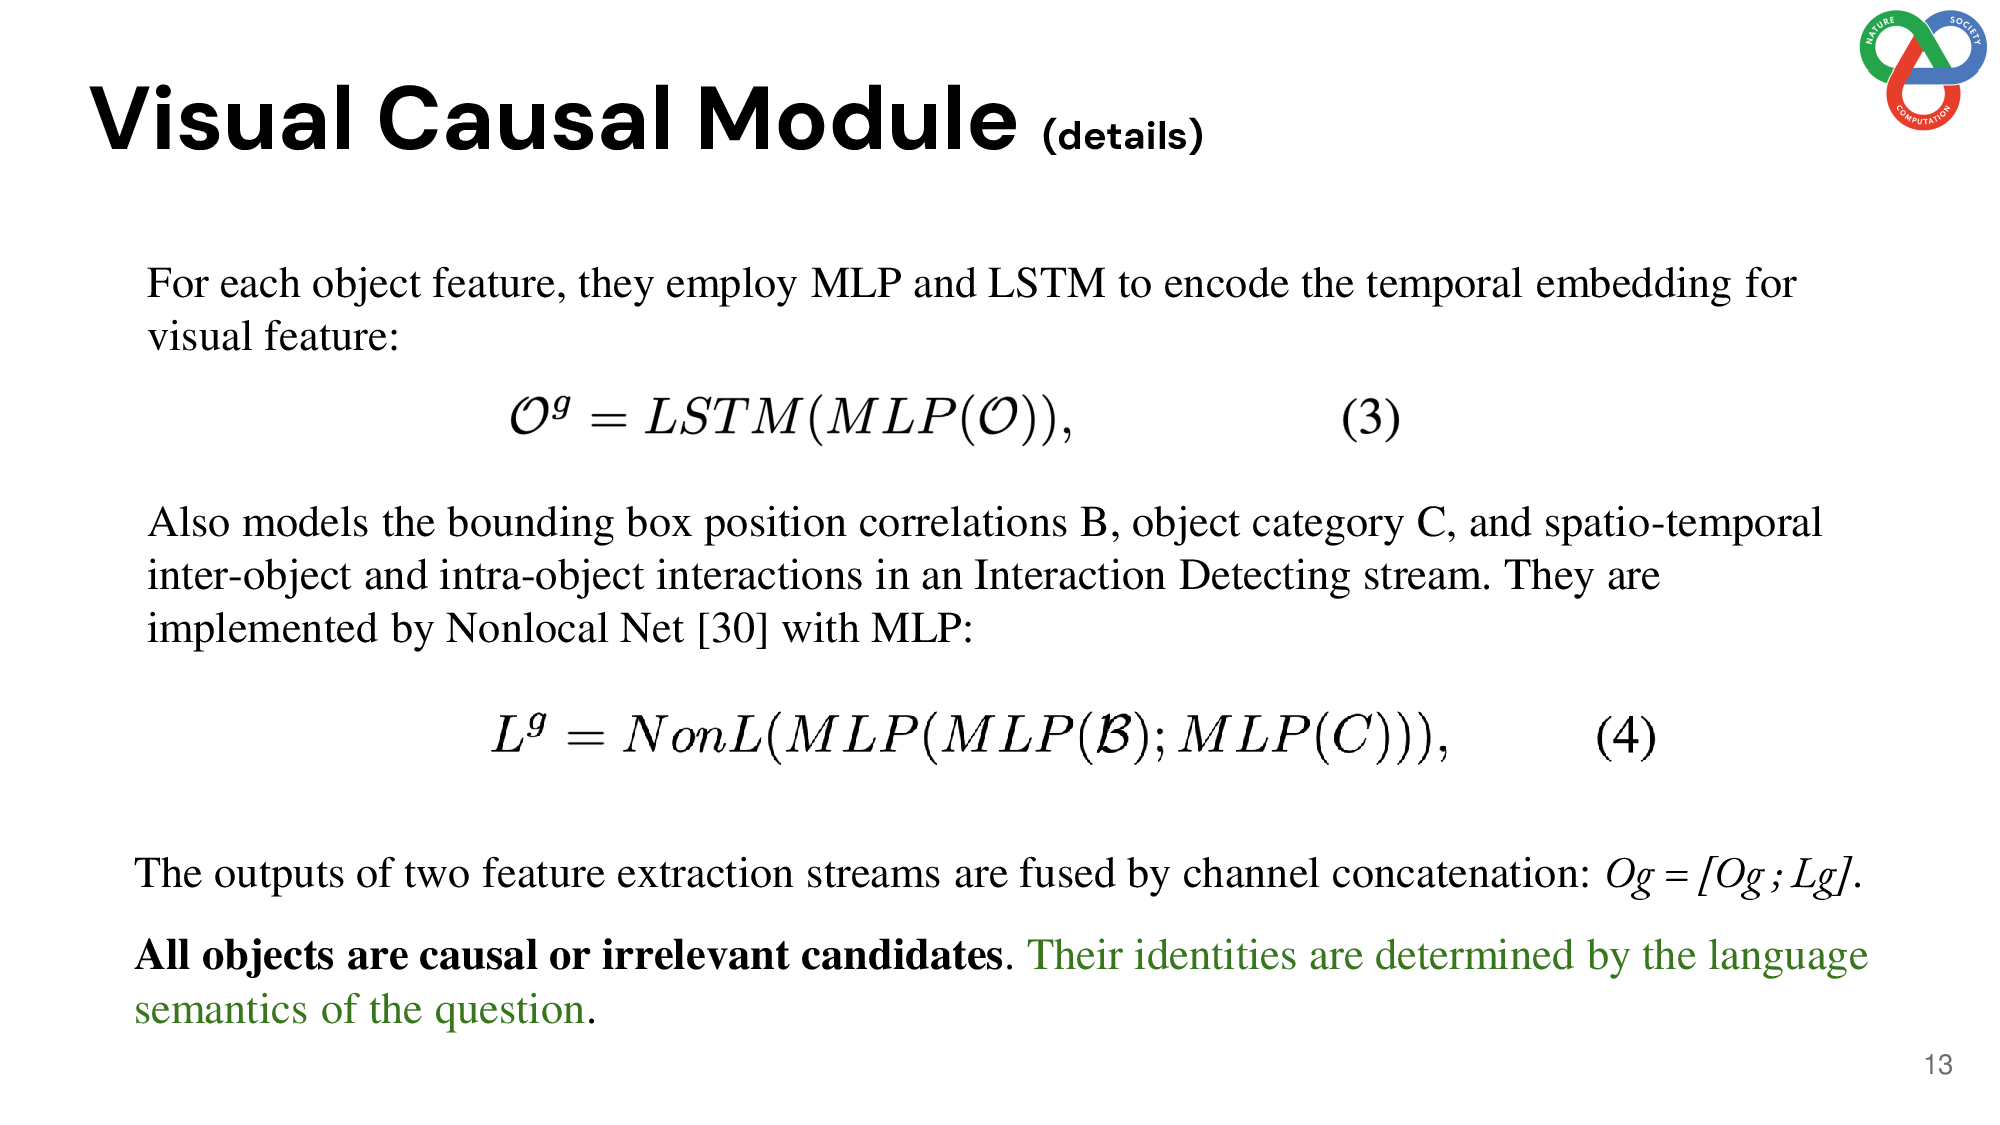 NATURE
SOCIETY
COMPUTATION
Visual Causal Module (details)
For each object feature, they employ MLP and LSTM to encode the temporal embedding for
visual feature:
𝒪^g = LSTM(MLP(𝒪)), (3)
Also models the bounding box position correlations B, object category C, and spatio-temporal
inter-object and intra-object interactions in an Interaction Detecting stream. They are
implemented by Nonlocal Net [30] with MLP:
L^g = NonL(MLP(MLP(ℬ); MLP(C))), (4)
The outputs of two feature extraction streams are fused by channel concatenation: Og = [Og ; Lg].
All objects are causal or irrelevant candidates. Their identities are determined by the language
semantics of the question.
13